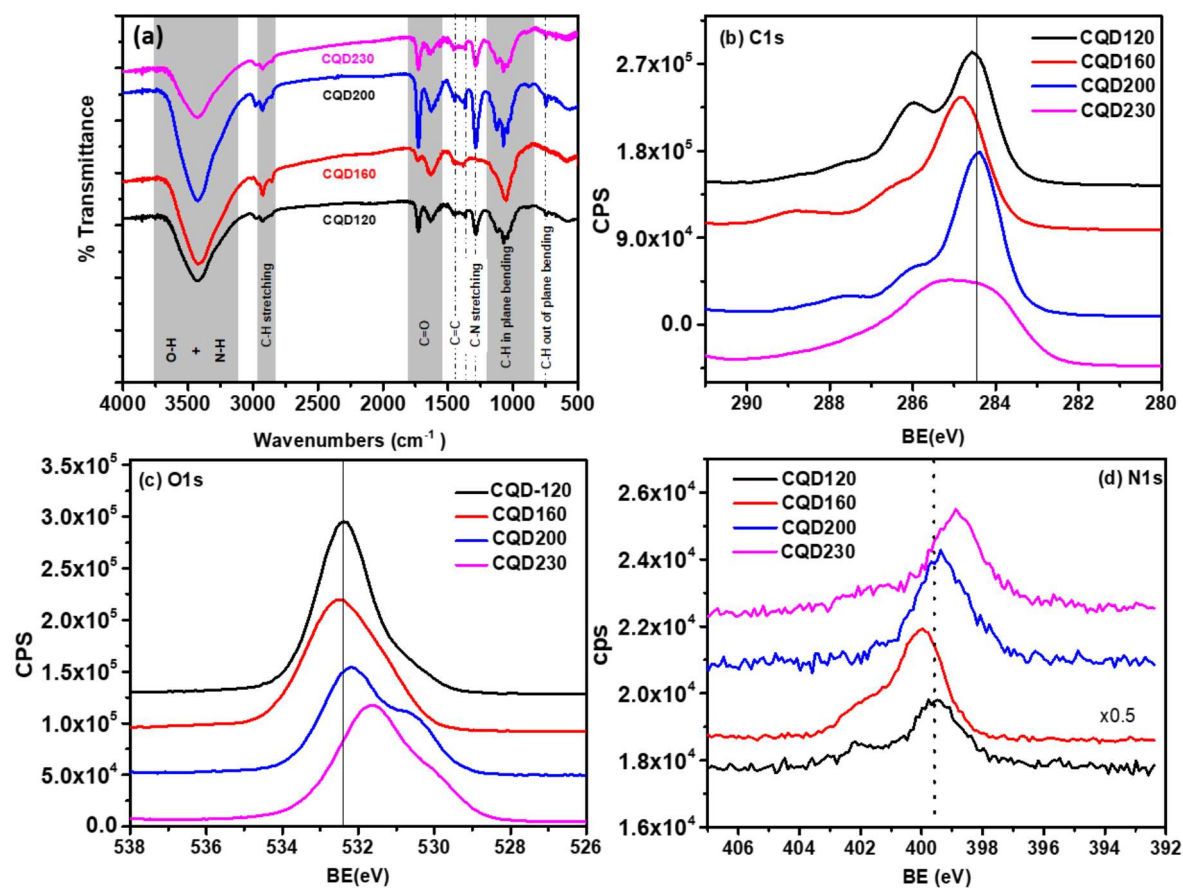 (a)
CQD230
CQD200
CQD160
CQD120
% Transmittance
O-H
+
N-H
C-H stretching
C=O
C=C
C-N stretching
C-H in plane bending
C-H out of plane bending
4000 3500 3000 2500 2000 1500 1000 500
Wavenumbers (cm⁻¹ )
(b) C1s
CQD120
CQD160
CQD200
CQD230
CPS
2.7x10⁵
1.8x10⁵
9.0x10⁴
0.0
290 288 286 284 282 280
BE(eV)
(c) O1s
CQD-120
CQD160
CQD200
CQD230
CPS
3.5x10⁵
3.0x10⁵
2.5x10⁵
2.0x10⁵
1.5x10⁵
1.0x10⁵
5.0x10⁴
0.0
538 536 534 532 530 528 526
BE(eV)
(d) N1s
CQD120
CQD160
CQD200
CQD230
cps
2.6x10⁴
2.4x10⁴
2.2x10⁴
2.0x10⁴
1.8x10⁴
1.6x10⁴
x0.5
406 404 402 400 398 396 394 392
BE (eV)